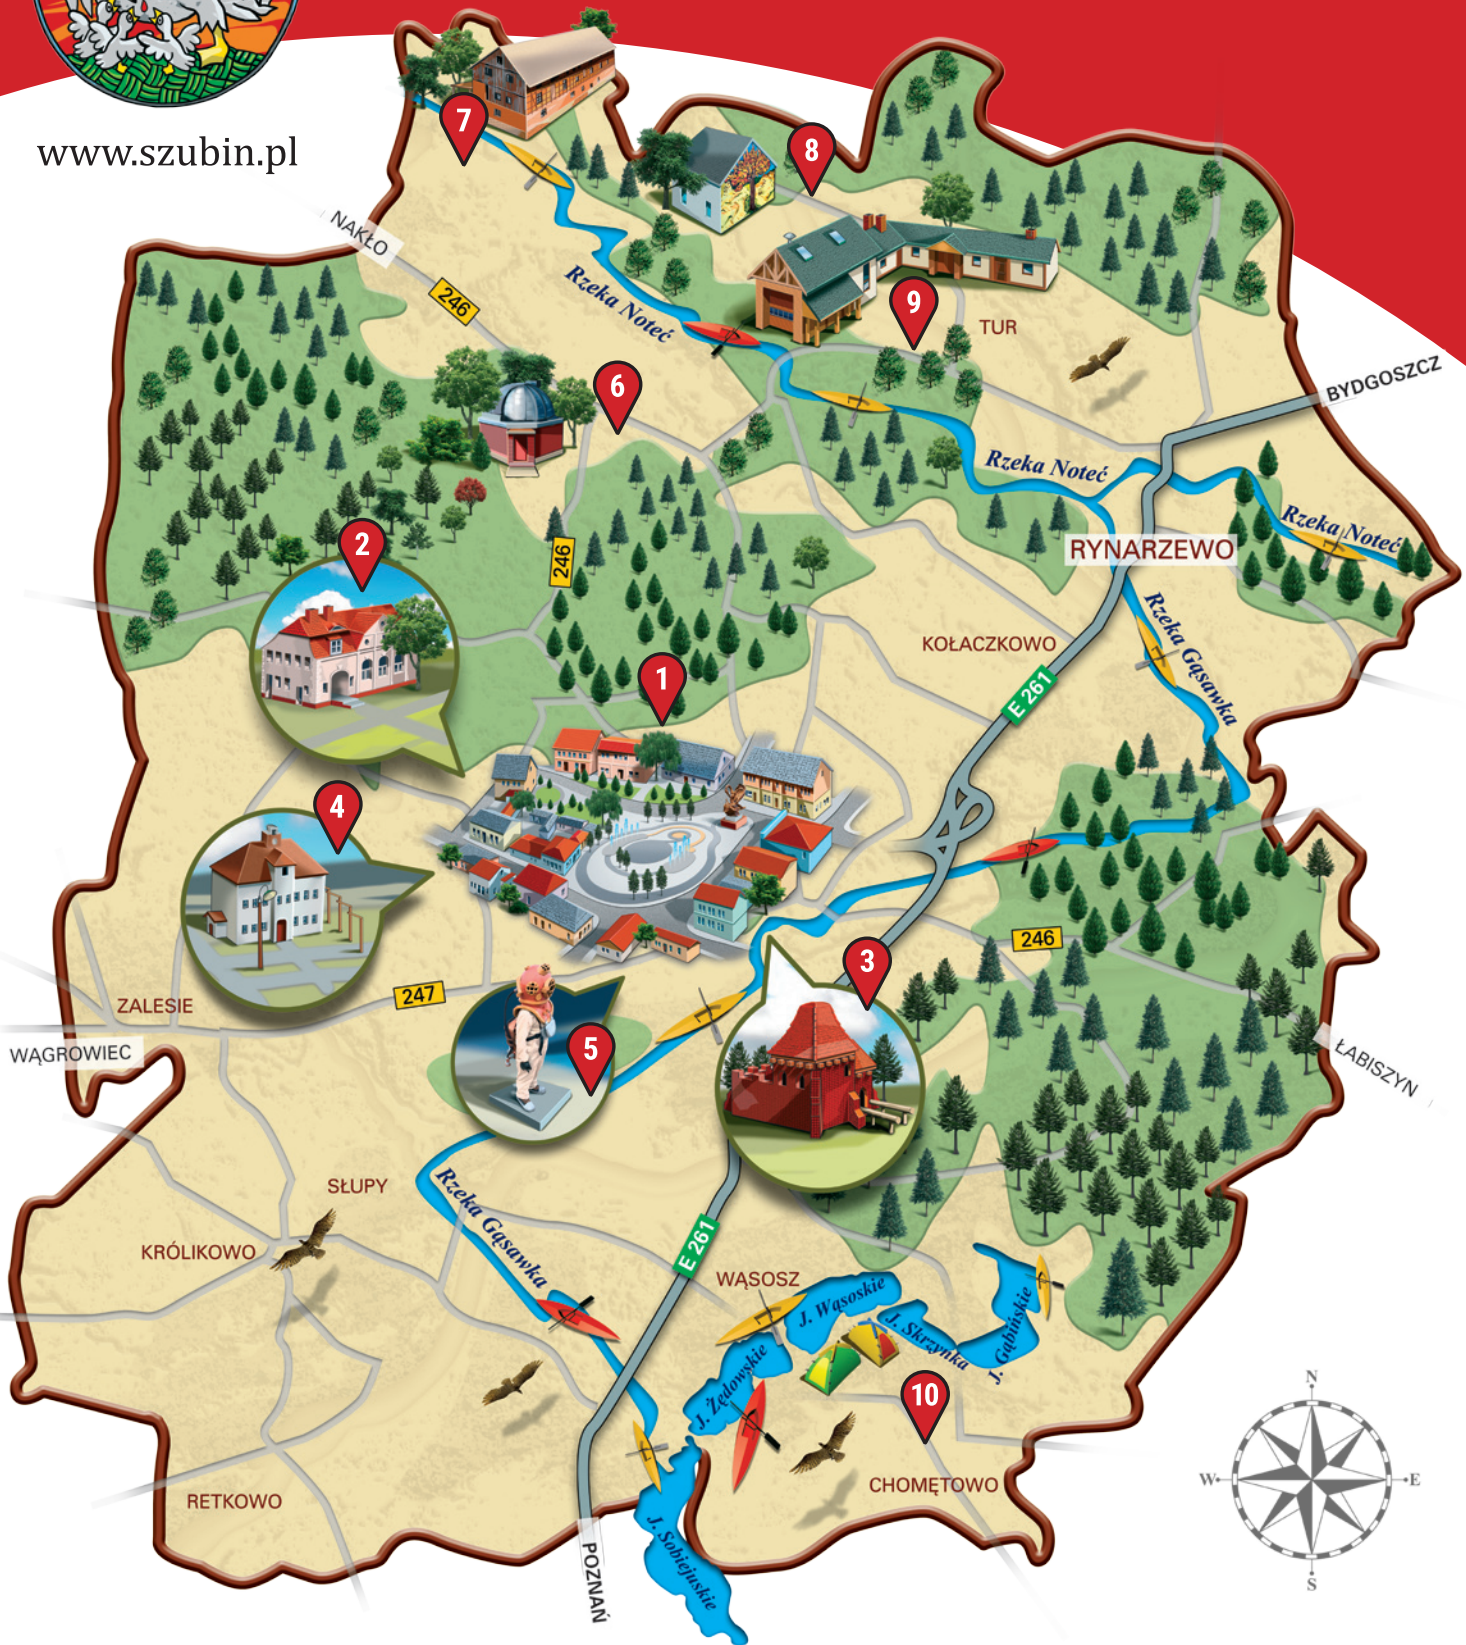 www.szubin.pl
7
8
NAKŁO
246
Rzeka Noteć
9
TUR
6
BYDGOSZCZ
Rzeka Noteć
Rzeka Noteć
2
246
RYNARZEWO
Rzeka Gąsawka
KOŁACZKOWO
1
E 261
4
246
3
247
ZALESIE
5
WĄGROWIEC
ŁABISZYN
SŁUPY
Rzeka Gąsawka
KRÓLIKOWO
E 261
WĄSOSZ
J. Wąsoskie
J. Skrzynka
J. Gąbińskie
J. Żędowskie
10
N
W
E
S
CHOMĘTOWO
RETKOWO
J. Sobiejuskie
POZNAŃ